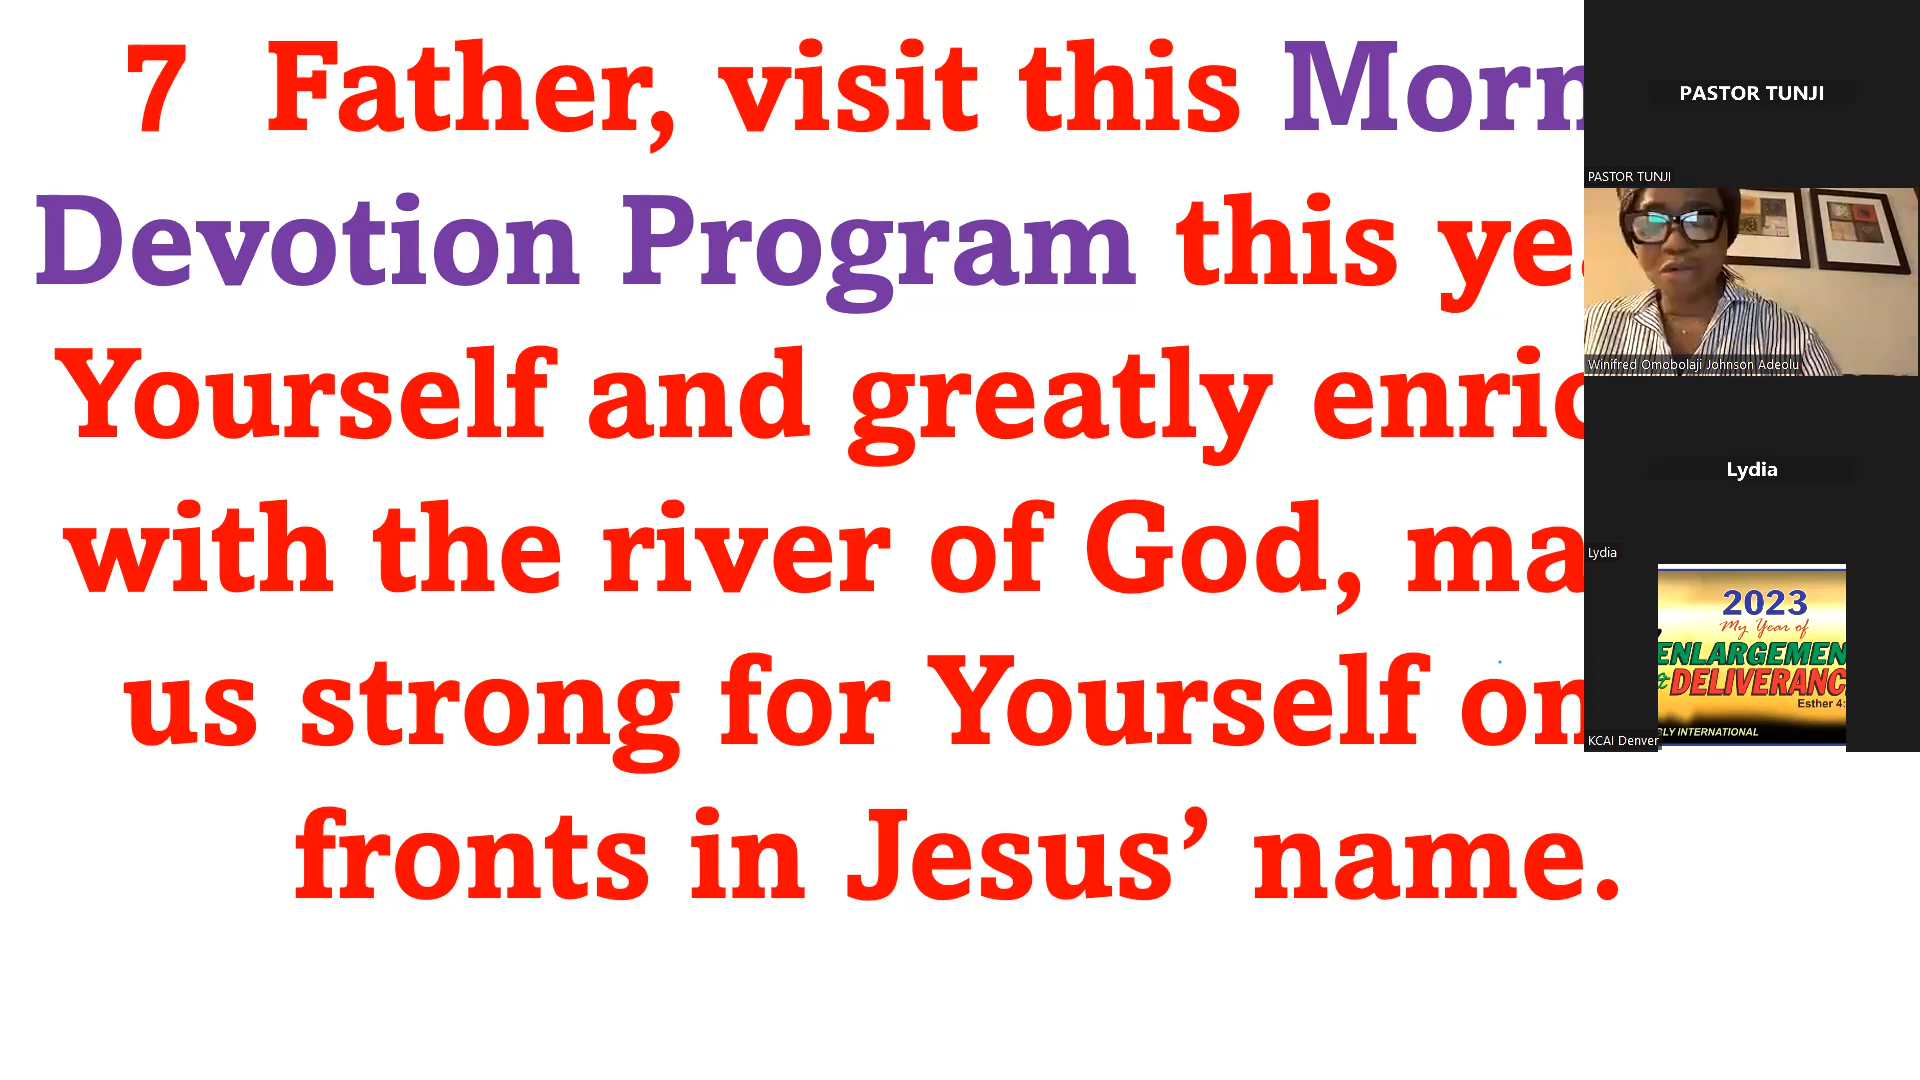 7 Father, visit this Morn
Devotion Program this ye
Yourself and greatly enric
with the river of God, ma
us strong for Yourself on
fronts in Jesus’ name.
PASTOR TUNJI
PASTOR TUNJI
Winifred Omobolaji Johnson Adeolu
Lydia
Lydia
2023
My Year of
ENLARGEMEN
DELIVERANC
Esther 4:
BLY INTERNATIONAL
KCAI Denver